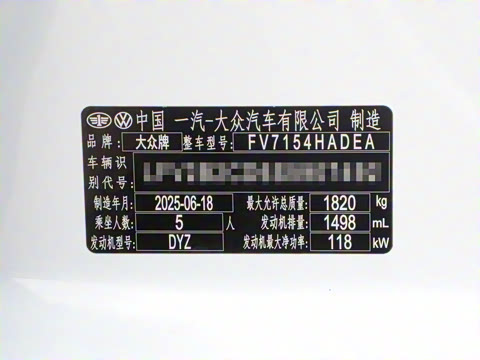 中国 一汽-大众汽车有限公司 制造
品牌: 大众牌 整车型号: FV7154HADEA
车辆识
别代号:
制造年月: 2025-06-18 最大允许总质量: 1820 kg
乘坐人数: 5 人 发动机排量: 1498 mL
发动机型号: DYZ 发动机最大净功率: 118 kW